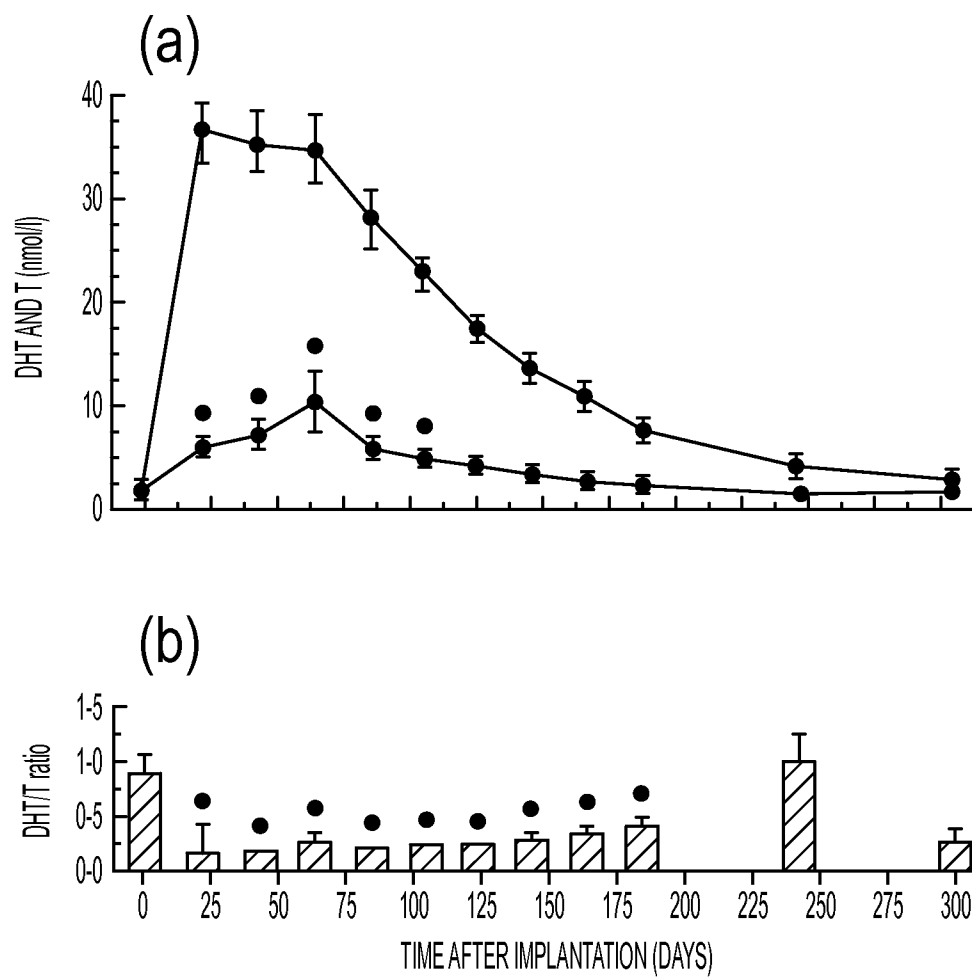 (a)
40
30
20
10
0
DHT AND T (nmol/l)
(b)
1-5
1-0
0-5
0-0
DHT/T ratio
0 25 50 75 100 125 150 175 200 225 250 275 300
TIME AFTER IMPLANTATION (DAYS)